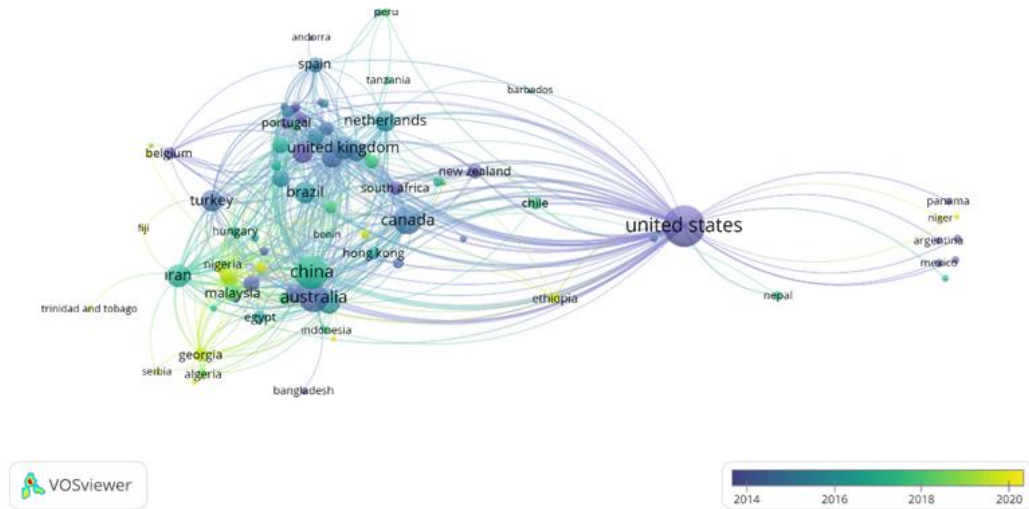 peru
andorra
spain
tanzania
barbados
portugal
netherlands
united kingdom
belgium
new zealand
south africa
brazil
turkey
chile
panama
canada
niger
united states
fiji
hungary
benin
argentina
hong kong
mexico
nigeria
iran
china
malaysia
australia
ethiopia
nepal
trinidad and tobago
egypt
indonesia
georgia
serbia
algeria
bangladesh
VOSviewer
2014 2016 2018 2020